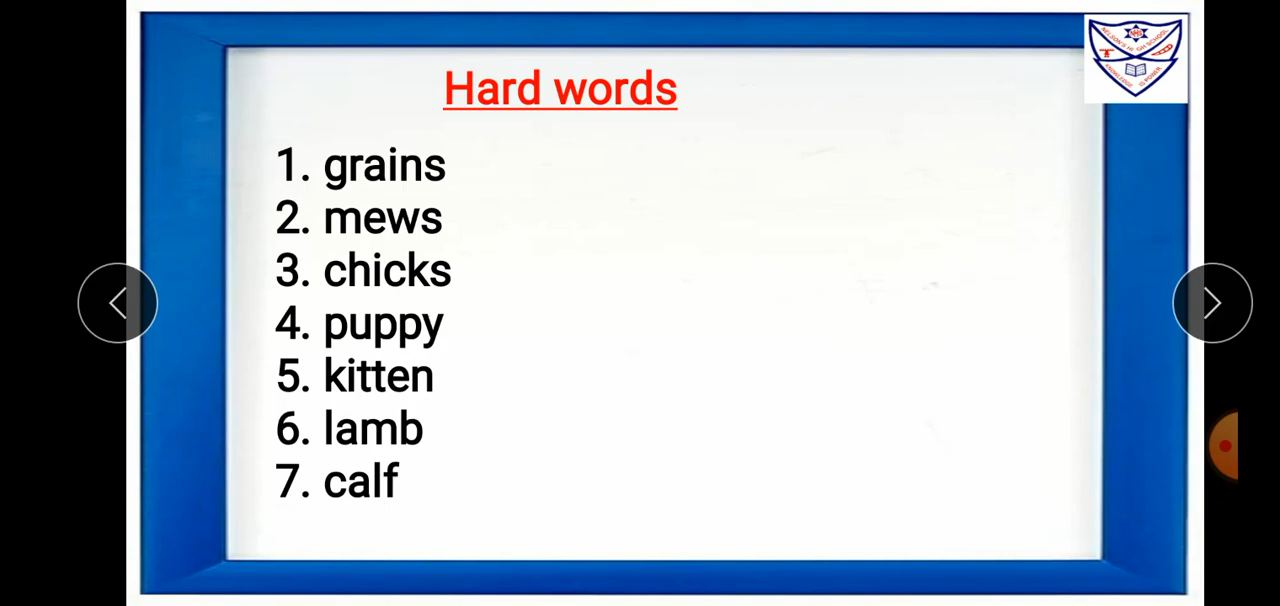 Hard words
1. grains
2. mews
3. chicks
4. puppy
5. kitten
6. lamb
7. calf